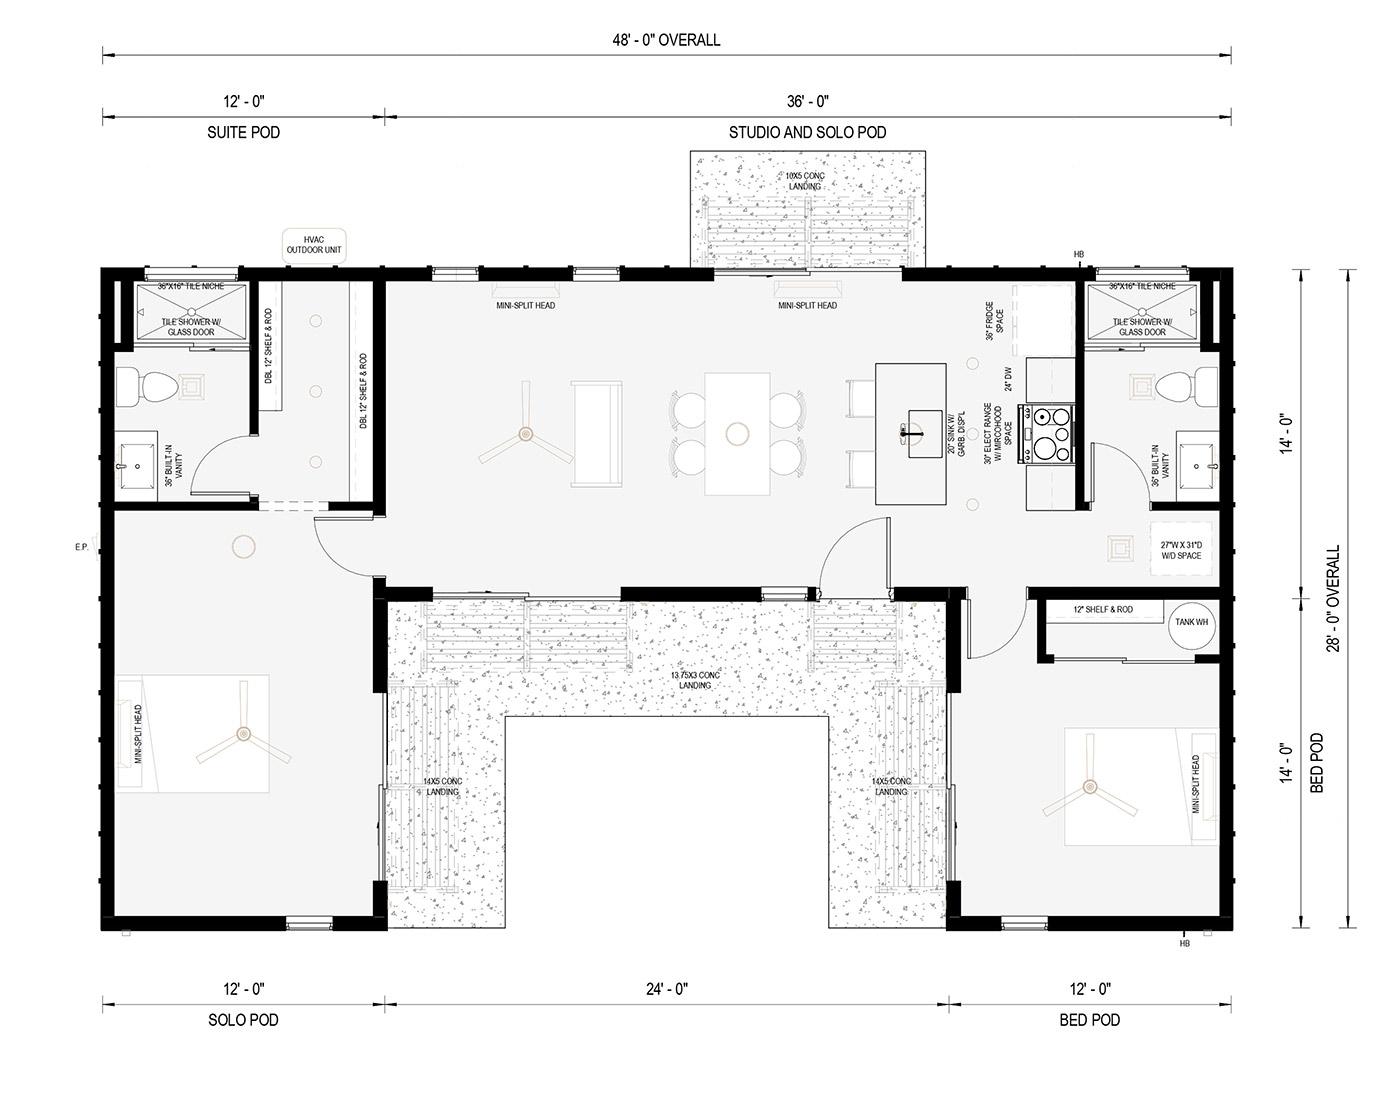 48' - 0" OVERALL
12' - 0"
36' - 0"
SUITE POD
STUDIO AND SOLO POD
10X5 CONC
LANDING
HVAC
OUTDOOR UNIT
HB
36"X16" TILE NICHE
TILE SHOWER W/
GLASS DOOR
DBL 12" SHELF & ROD
DBL 12" SHELF & ROD
36" BUILT-IN
VANITY
MINI-SPLIT HEAD
MINI-SPLIT HEAD
36" FRIDGE
SPACE
24" DW
20" SINK W/
GARB. DISP'L
30" ELECT RANGE
W/ MIRCOHOOD
SPACE
36"X16" TILE NICHE
TILE SHOWER W/
GLASS DOOR
36" BUILT-IN
VANITY
14' - 0"
E.P.
27"W X 31"D
W/D SPACE
28' - 0" OVERALL
12" SHELF & ROD
TANK WH
13.75X3 CONC
LANDING
MINI-SPLIT HEAD
14X5 CONC
LANDING
14X5 CONC
LANDING
MINI-SPLIT HEAD
14' - 0"
BED POD
HB
12' - 0"
24' - 0"
12' - 0"
SOLO POD
BED POD